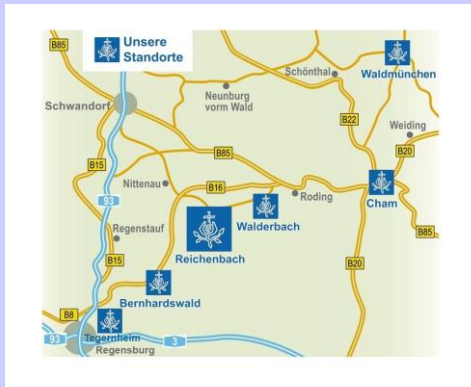 B85
Unsere
Standorte
Schönthal
Waldmünchen
Neunburg
vorm Wald
Schwandorf
B22
Weiding
B20
B15
B85
93
Nittenau
B16
Roding
Cham
Walderbach
Regenstauf
Reichenbach
B85
B15
B20
Bernhardswald
B8
Tegernheim
93
Regensburg
3